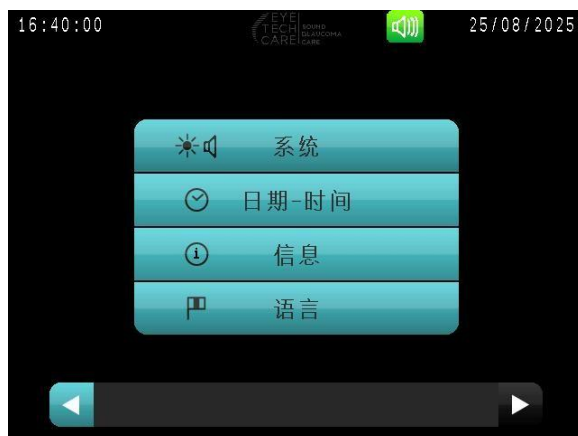 16:40:00
EYE
TECH
CARE
SOUND
GLAUCOMA
CARE
25/08/2025
系统
日期-时间
信息
语言